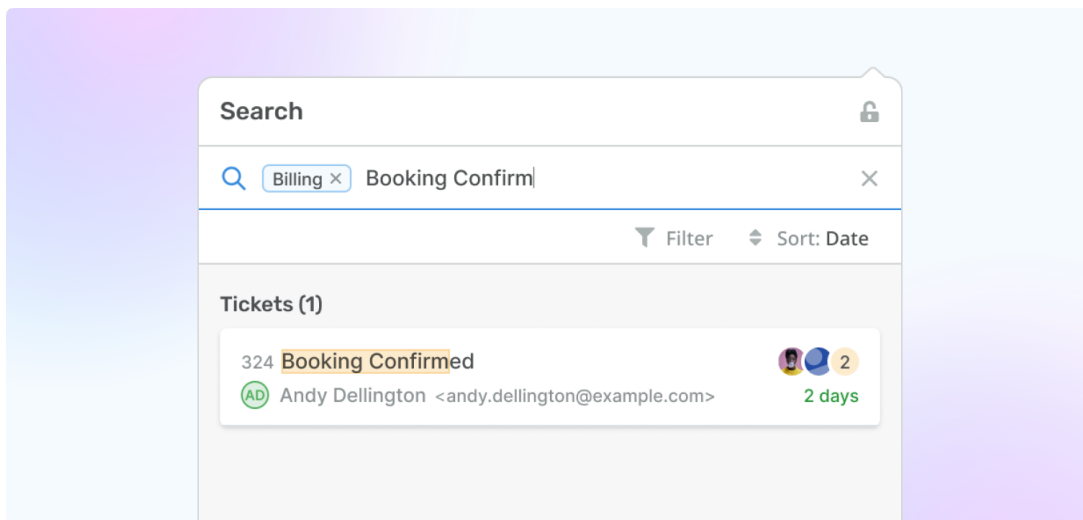 Search
Billing × Booking Confirm
Filter Sort: Date
Tickets (1)
324 Booking Confirmed 2
AD Andy Dellington <andy.dellington@example.com> 2 days